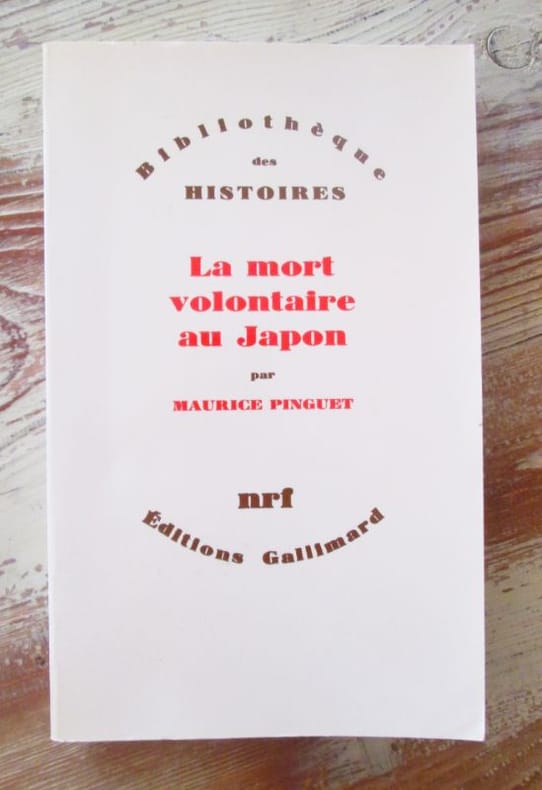 Bibliothèque
des
HISTOIRES
La mort
volontaire
au Japon
par
MAURICE PINGUET
nrf
Éditions Gallimard